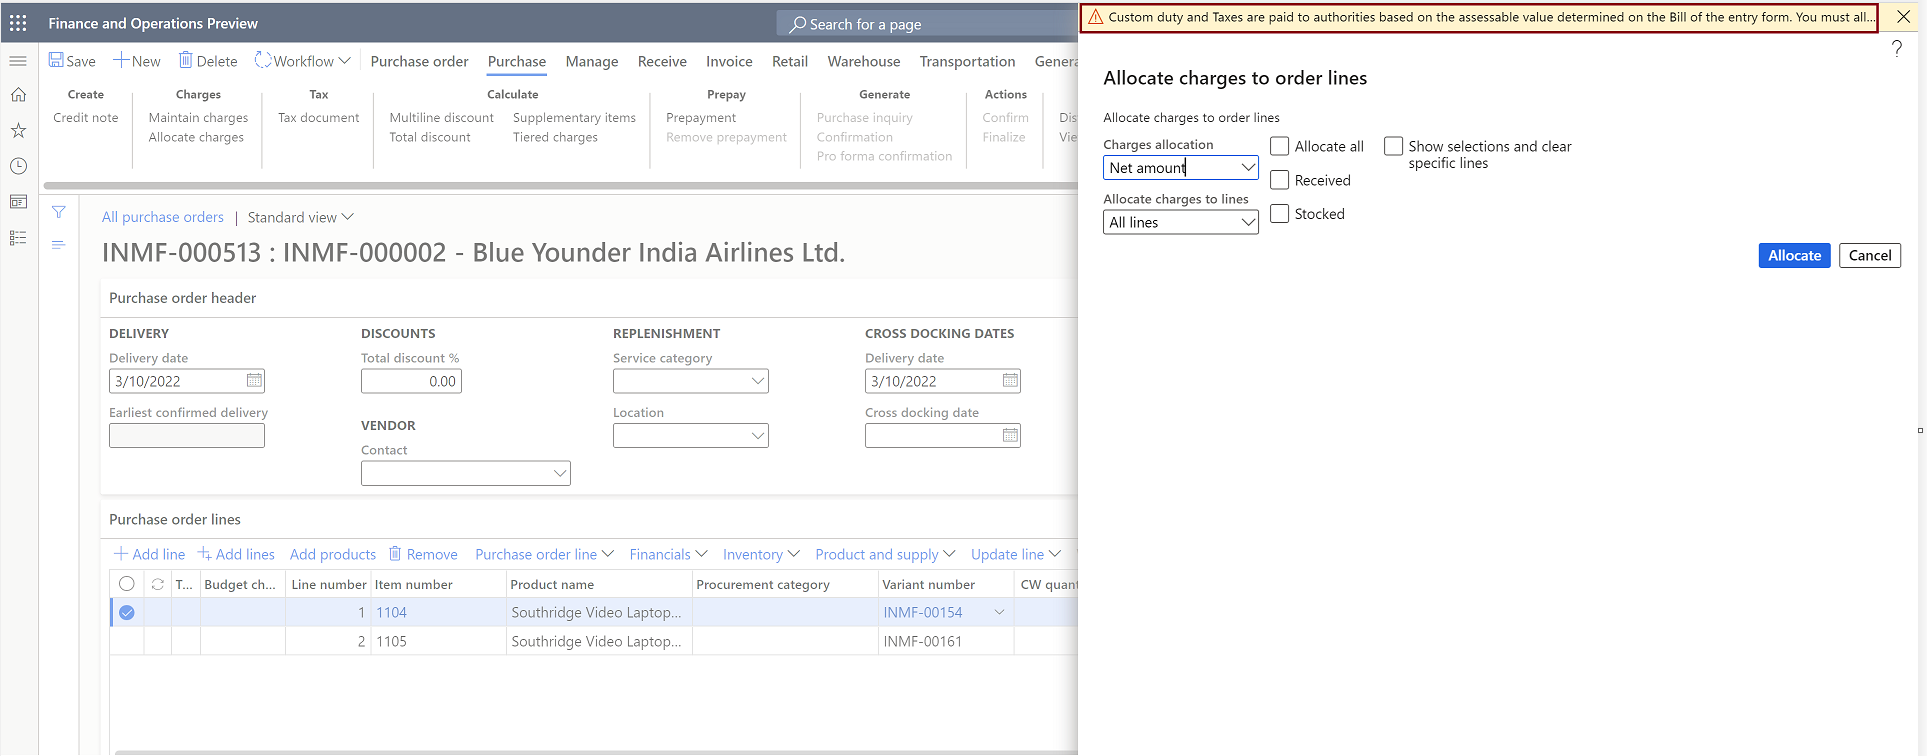 Finance and Operations Preview
Search for a page
Custom duty and Taxes are paid to authorities based on the assessable value determined on the Bill of the entry form. You must all...
Save New Delete Workflow Purchase order Purchase Manage Receive Invoice Retail Warehouse Transportation Genera
Create Charges Tax Calculate Prepay Generate Actions
Credit note Maintain charges Tax document Multiline discount Supplementary items Prepayment Purchase inquiry Confirm Dis
Allocate charges Total discount Tiered charges Remove prepayment Confirmation Finalize Vie
Pro forma confirmation
All purchase orders | Standard view
INMF-000513 : INMF-000002 - Blue Younder India Airlines Ltd.
Purchase order header
DELIVERY DISCOUNTS REPLENISHMENT CROSS DOCKING DATES
Delivery date Total discount % Service category Delivery date
3/10/2022 0.00 3/10/2022
Earliest confirmed delivery Location Cross docking date
VENDOR
Contact
Purchase order lines
Add line Add lines Add products Remove Purchase order line Financials Inventory Product and supply Update line
T... Budget ch... Line number Item number Product name Procurement category Variant number CW quant
1 1104 Southridge Video Laptop... INMF-00154
2 1105 Southridge Video Laptop... INMF-00161
?
Allocate charges to order lines
Allocate charges to order lines
Charges allocation
Net amount
Allocate charges to lines
All lines
Allocate all
Received
Stocked
Show selections and clear
specific lines
Allocate Cancel